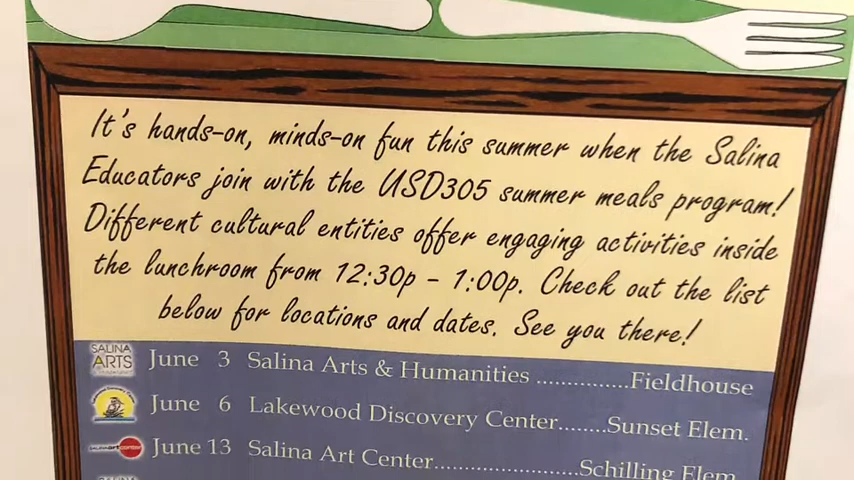 It's hands-on, minds-on fun this summer when the Salina
Educators join with the USD305 summer meals program!
Different cultural entities offer engaging activities inside
the lunchroom from 12:30p - 1:00p. Check out the list
below for locations and dates. See you there!
SALINA
ARTS
June 3 Salina Arts & Humanities ..............Fieldhouse
June 6 Lakewood Discovery Center........Sunset Elem.
June 13 Salina Art Center......................Schilling Elem.